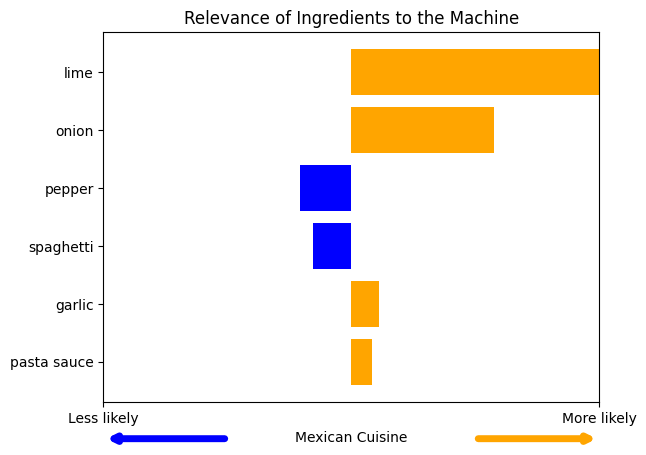 Relevance of Ingredients to the Machine
lime
onion
pepper
spaghetti
garlic
pasta sauce
Less likely
More likely
Mexican Cuisine